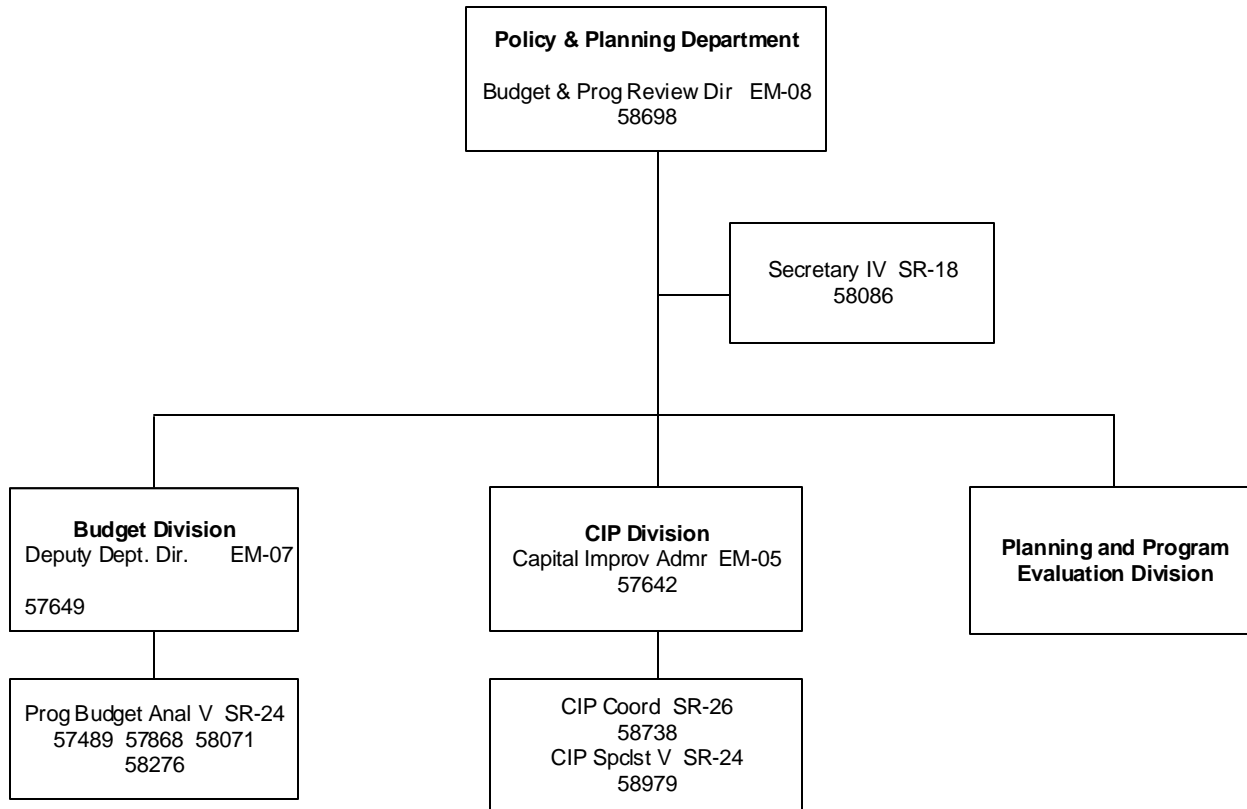 Policy & Planning Department
Budget & Prog Review Dir EM-08
58698
Secretary IV SR-18
58086
Budget Division
Deputy Dept. Dir. EM-07
57649
CIP Division
Capital Improv Admr EM-05
57642
Planning and Program
Evaluation Division
Prog Budget Anal V SR-24
57489 57868 58071
58276
CIP Coord SR-26
58738
CIP Spclst V SR-24
58979